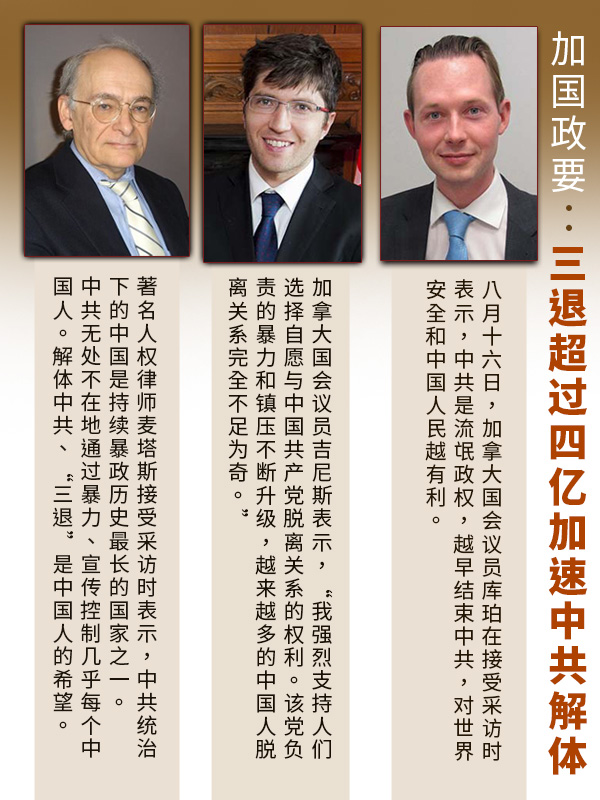 加国政要：三退超过四亿加速中共解体
八月十六日，加拿大国会议员库珀在接受采访时
表示，中共是流氓政权，越早结束中共，对世界
安全和中国人民越有利。
加拿大国会议员吉尼斯表示，“我强烈支持人们
选择自愿与中国共产党脱离关系的权利。该党负
责的暴力和镇压不断升级，越来越多的中国人脱
离关系完全不足为奇。”
著名人权律师麦塔斯接受采访时表示，中共统治
下的中国是持续暴政历史最长的国家之一。
中共无处不在地通过暴力、宣传控制几乎每个中
国人。解体中共、“三退”是中国人的希望。